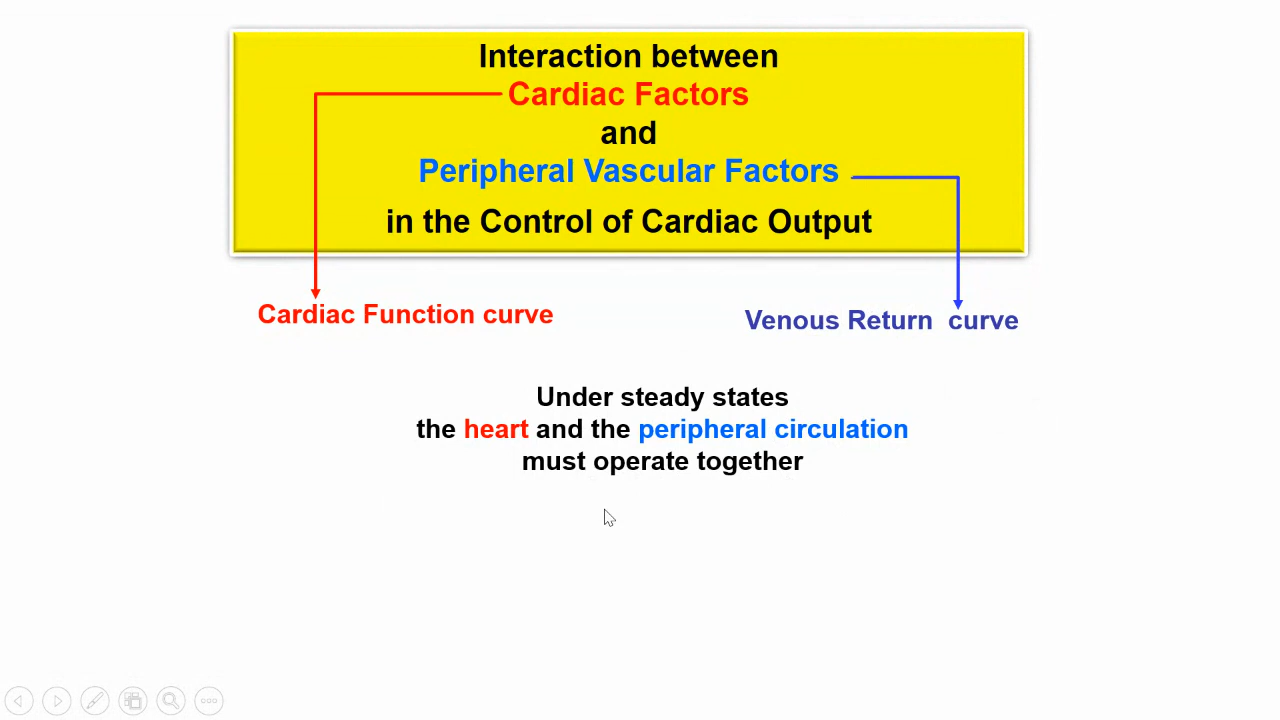 Interaction between
Cardiac Factors
and
Peripheral Vascular Factors
in the Control of Cardiac Output
Cardiac Function curve
Venous Return curve
Under steady states
the heart and the peripheral circulation
must operate together